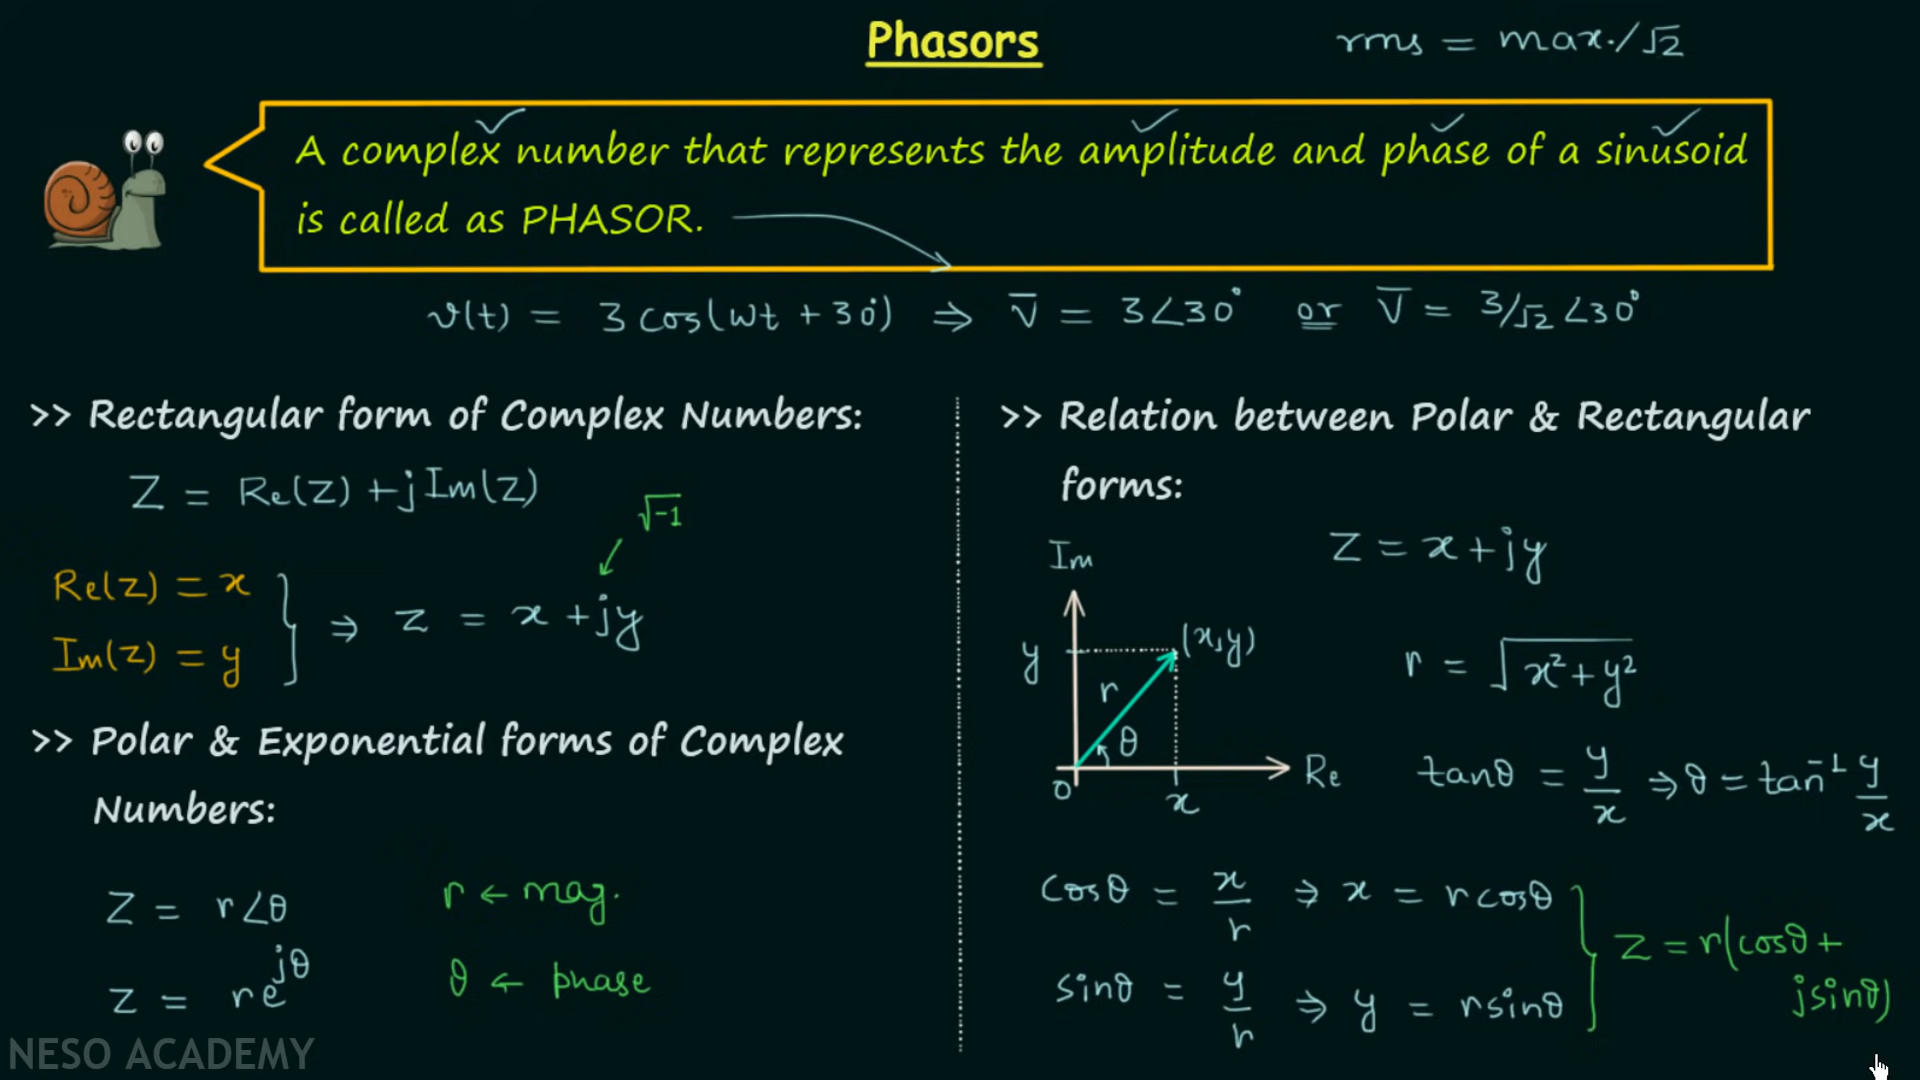 Phasors
rms = max./√2
A complex number that represents the amplitude and phase of a sinusoid
is called as PHASOR.
v(t) = 3 cos(ωt + 30°) ⇒ V̅ = 3∠30° or V̅ = 3/√2 ∠30°
>> Rectangular form of Complex Numbers:
Z = Re(Z) + j Im(Z)
√-1
Re(Z) = x
Im(Z) = y
⇒ Z = x + jy
>> Polar & Exponential forms of Complex
Numbers:
Z = r∠θ
r ← mag.
Z = re^jθ
θ ← phase
>> Relation between Polar & Rectangular
forms:
Im
Z = x + jy
y
(x,y)
r
θ
0
x
Re
r = √x² + y²
tanθ = y/x ⇒ θ = tan⁻¹ y/x
cosθ = x/r ⇒ x = r cosθ
sinθ = y/r ⇒ y = r sinθ
Z = r(cosθ +
j sinθ)
NESO ACADEMY